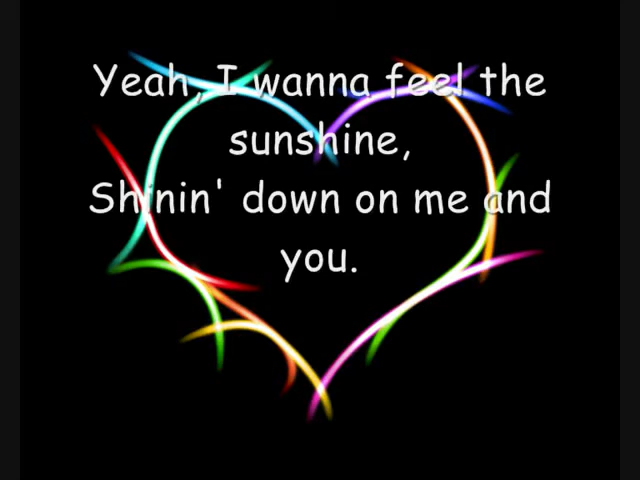 Yeah, I wanna feel the
sunshine,
Shinin' down on me and
you.